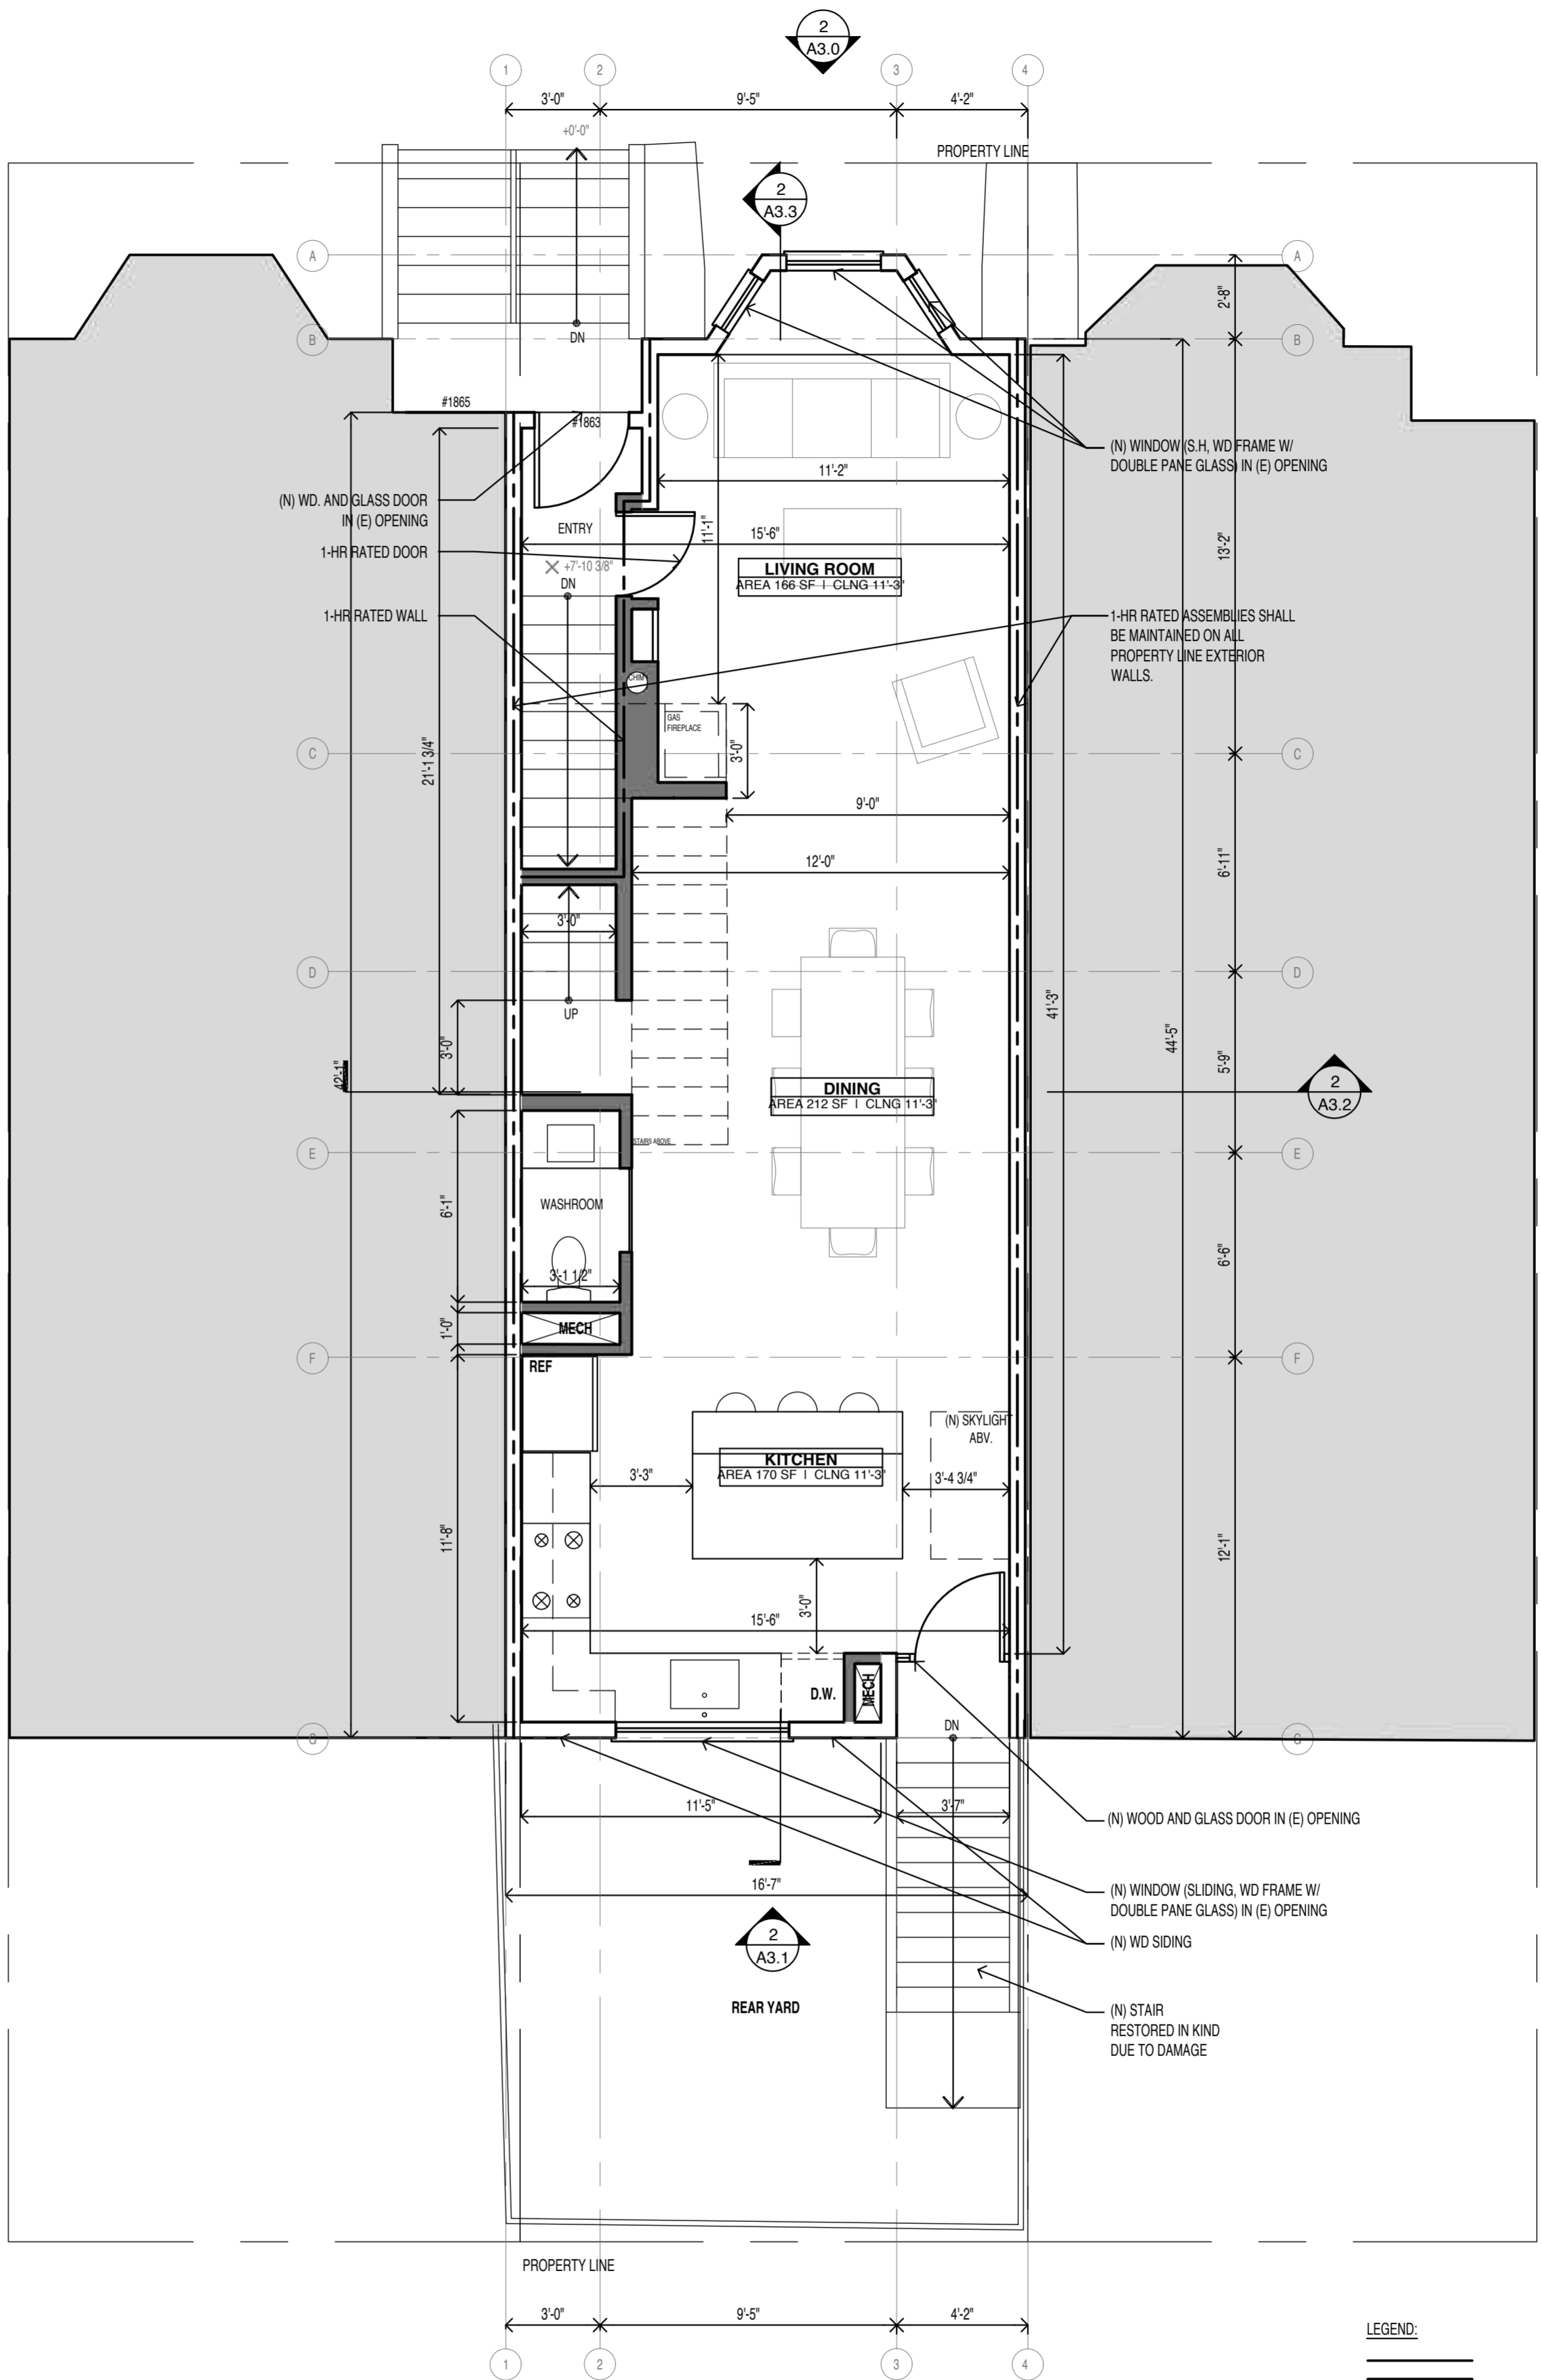 2
A3.0
1
2
3
4
3'-0"
9'-5"
4'-2"
+0'-0"
PROPERTY LINE
2
A3.3
A
A
2'-8"
DN
B
B
#1865
#1863
(N) WINDOW (S.H, WD FRAME W/
DOUBLE PANE GLASS) IN (E) OPENING
11'-2"
(N) WD. AND GLASS DOOR
IN (E) OPENING
ENTRY
11'-1"
15'-6"
13'-2"
1-HR RATED DOOR
+7'-10 3/8"
DN
LIVING ROOM
AREA 166 SF I CLNG 11'-3"
1-HR RATED WALL
1-HR RATED ASSEMBLIES SHALL
BE MAINTAINED ON ALL
PROPERTY LINE EXTERIOR
WALLS.
CHIM
GAS
FIREPLACE
21'-1 3/4"
3'-0"
C
C
9'-0"
12'-0"
6'-11"
3'-0"
D
D
UP
41'-3"
44'-5"
3'-0"
42'-1"
5'-9"
2
A3.2
DINING
AREA 212 SF I CLNG 11'-3"
STAIRS ABOVE
E
E
6'-1"
WASHROOM
6'-6"
3'-1 1/2"
1'-0"
MECH
F
F
REF
(N) SKYLIGHT
ABV.
KITCHEN
AREA 170 SF I CLNG 11'-3"
3'-3"
3'-4 3/4"
11'-8"
12'-1"
3'-0"
15'-6"
D.W.
MECH
DN
G
G
11'-5"
3'-7"
(N) WOOD AND GLASS DOOR IN (E) OPENING
16'-7"
(N) WINDOW (SLIDING, WD FRAME W/
DOUBLE PANE GLASS) IN (E) OPENING
2
A3.1
(N) WD SIDING
REAR YARD
(N) STAIR
RESTORED IN KIND
DUE TO DAMAGE
PROPERTY LINE
3'-0"
9'-5"
4'-2"
LEGEND:
1
2
3
4